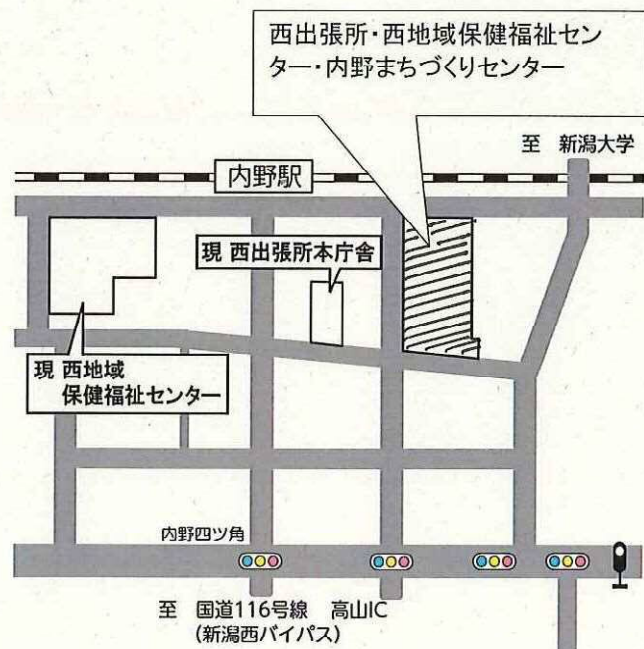 西出張所・西地域保健福祉セン
ター・内野まちづくりセンター
至 新潟大学
内野駅
現 西出張所本庁舎
現 西地域
保健福祉センター
内野四ツ角
至 国道116号線 高山IC
(新潟西バイパス)